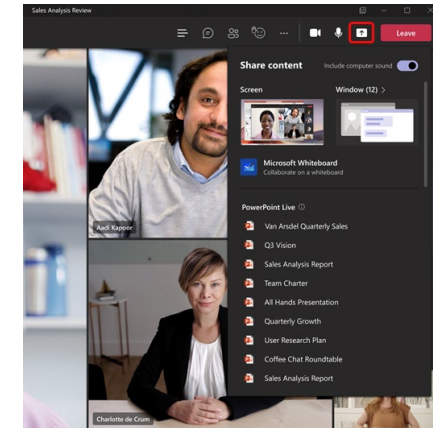 Sales Analysis Review
Leave
Share content
Include computer sound
Screen
Window (12) >
Microsoft Whiteboard
Collaborate on a whiteboard
PowerPoint Live
Van Arsdel Quarterly Sales
Q3 Vision
Sales Analysis Report
Team Charter
All Hands Presentation
Quarterly Growth
User Research Plan
Coffee Chat Roundtable
Sales Analysis Report
Aadi Kapoor
Charlotte de Crum